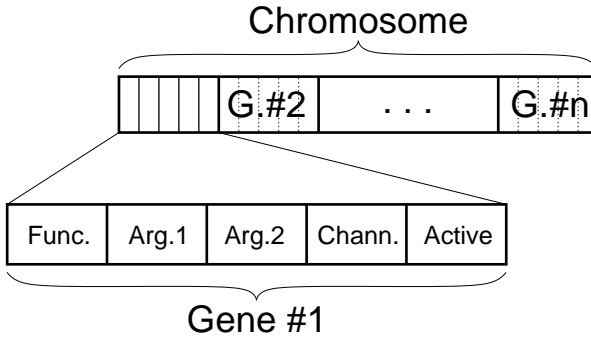 Chromosome
G.#2 . . . G.#n
Func. Arg.1 Arg.2 Chann. Active
Gene #1